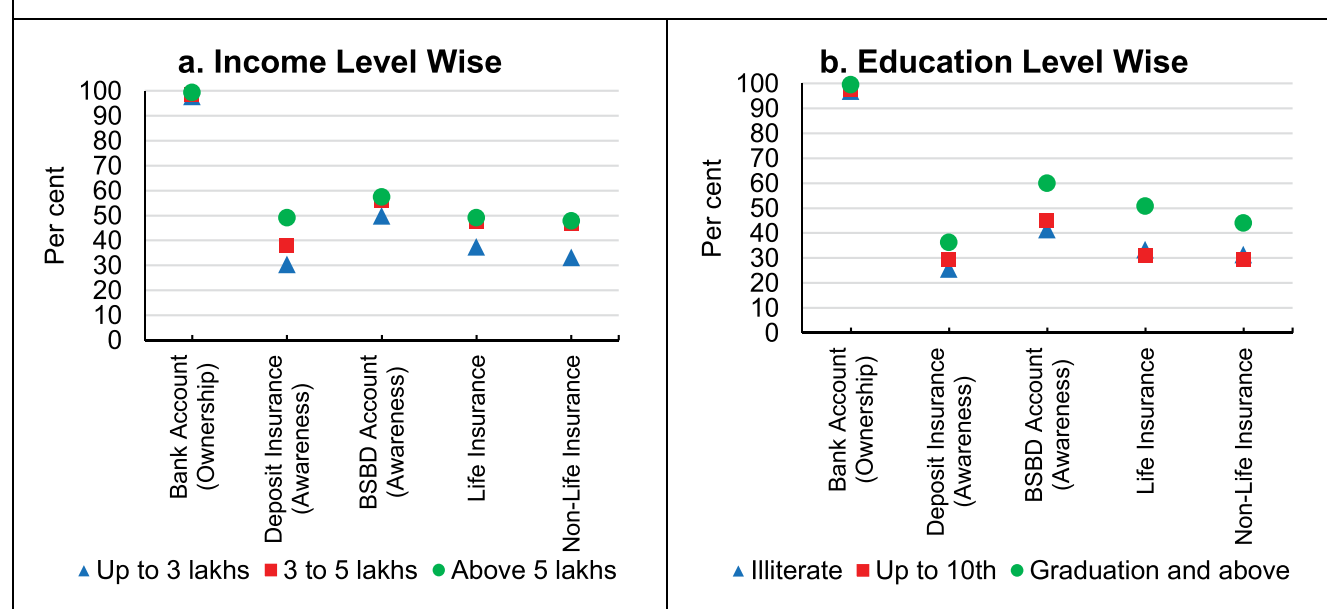 a. Income Level Wise
Per cent
100
90
80
70
60
50
40
30
20
10
0
Bank Account
(Ownership)
Deposit Insurance
(Awareness)
BSBD Account
(Awareness)
Life Insurance
Non-Life Insurance
Up to 3 lakhs 3 to 5 lakhs Above 5 lakhs
b. Education Level Wise
Per cent
100
90
80
70
60
50
40
30
20
10
0
Bank Account
(Ownership)
Deposit Insurance
(Awareness)
BSBD Account
(Awareness)
Life Insurance
Non-Life Insurance
Illiterate Up to 10th Graduation and above